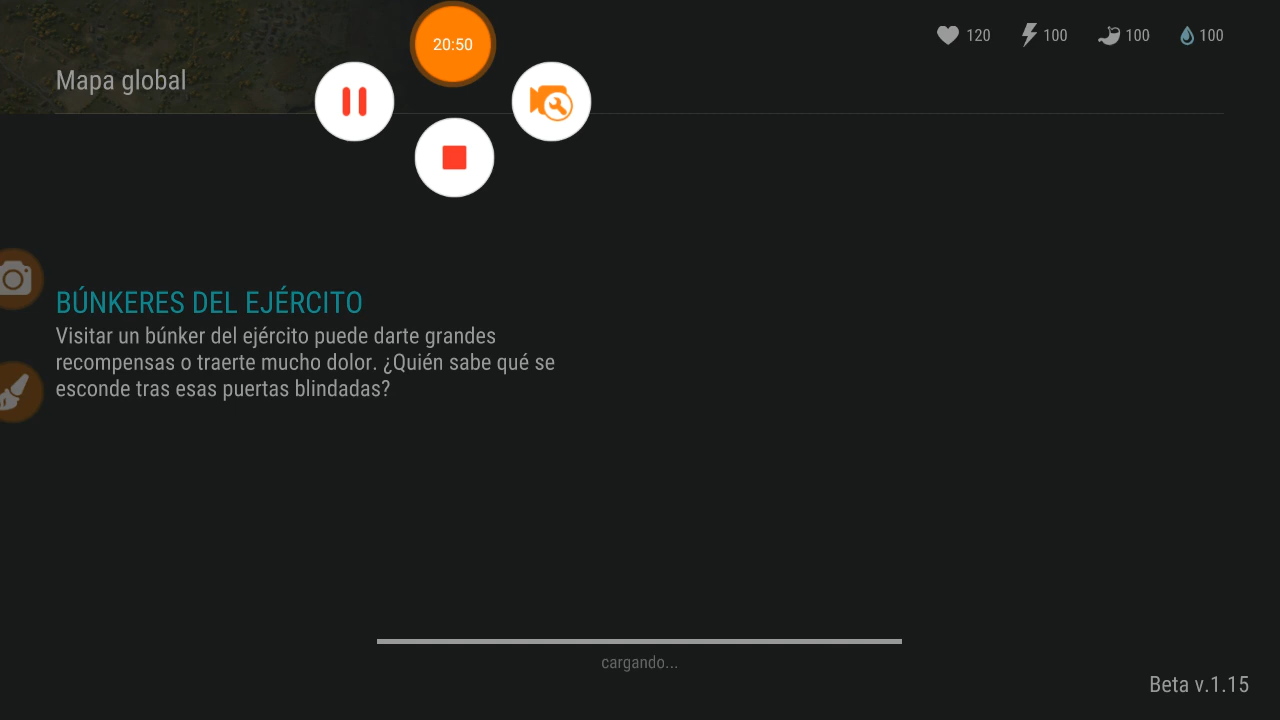 20:50
120
100
100
100
Mapa global
BÚNKERES DEL EJÉRCITO
Visitar un búnker del ejército puede darte grandes
recompensas o traerte mucho dolor. ¿Quién sabe qué se
esconde tras esas puertas blindadas?
cargando...
Beta v.1.15